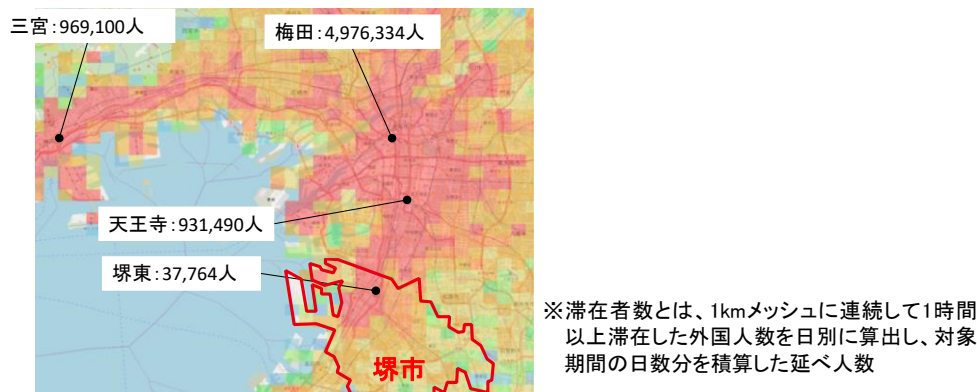 三宮:969,100人
梅田:4,976,334人
天王寺:931,490人
堺東:37,764人
堺市
※滞在者数とは、1kmメッシュに連続して1時間
以上滞在した外国人数を日別に算出し、対象
期間の日数分を積算した延べ人数